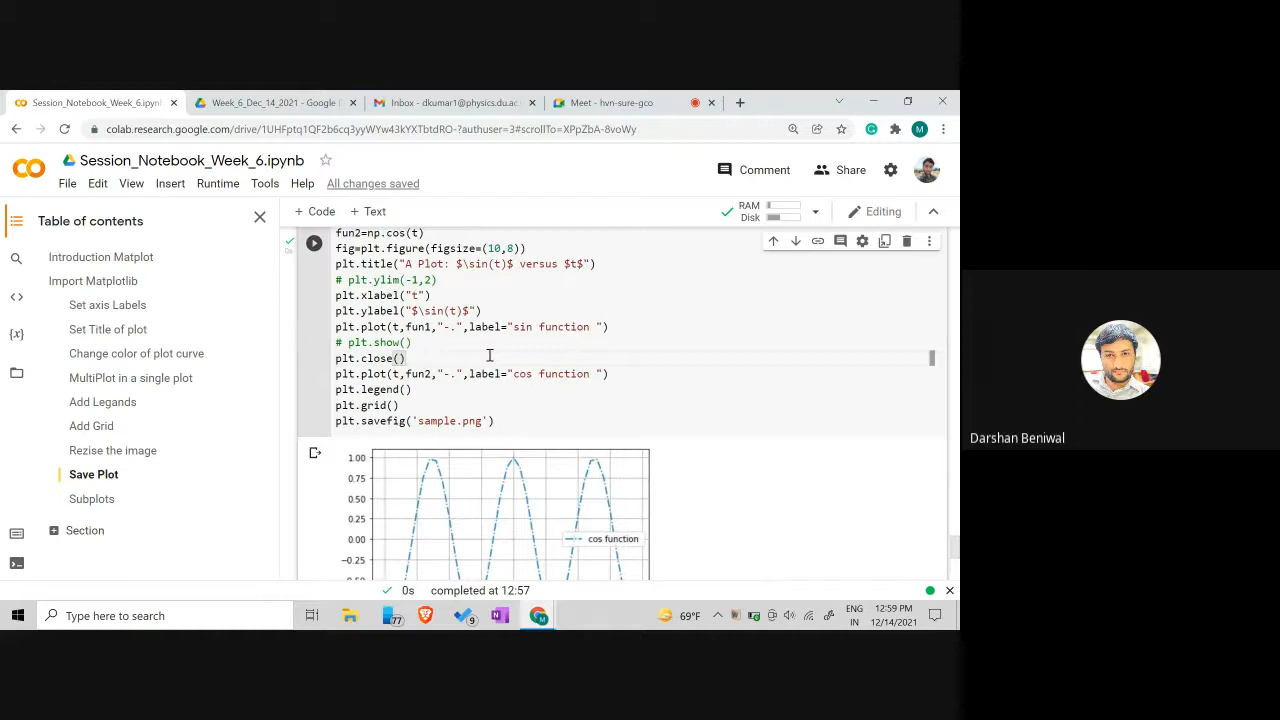 Session_Notebook_Week_6.ipynb
Week_6_Dec_14_2021 - Google
Inbox - dkumar1@physics.du.ac.
Meet - hvn-sure-gco
colab.research.google.com/drive/1UHFptq1QF2b6cq3yyWYw43kYXTbtdRO-?authuser=3#scrollTo=XPpZbA-8voWy
M
CO
Session_Notebook_Week_6.ipynb
Comment
Share
File Edit View Insert Runtime Tools Help All changes saved
Table of contents
+ Code + Text
RAM
Disk
Editing
Introduction Matplot
Import Matplotlib
Set axis Labels
Set Title of plot
Change color of plot curve
MultiPlot in a single plot
Add Legands
Add Grid
Rezise the image
Save Plot
Subplots
Section
{x}
0s
fun2=np.cos(t)
fig=plt.figure(figsize=(10,8))
plt.title("A Plot: $\sin(t)$ versus $t$")
# plt.ylim(-1,2)
plt.xlabel("t")
plt.ylabel("$\sin(t)$")
plt.plot(t,fun1,"-.",label="sin function ")
# plt.show()
plt.close()
plt.plot(t,fun2,"-.",label="cos function ")
plt.legend()
plt.grid()
plt.savefig('sample.png')
1.00
0.75
0.50
0.25
0.00
−0.25
cos function
0s completed at 12:57
Type here to search
77
9
69°F
ENG
IN
12:59 PM
12/14/2021
Darshan Beniwal